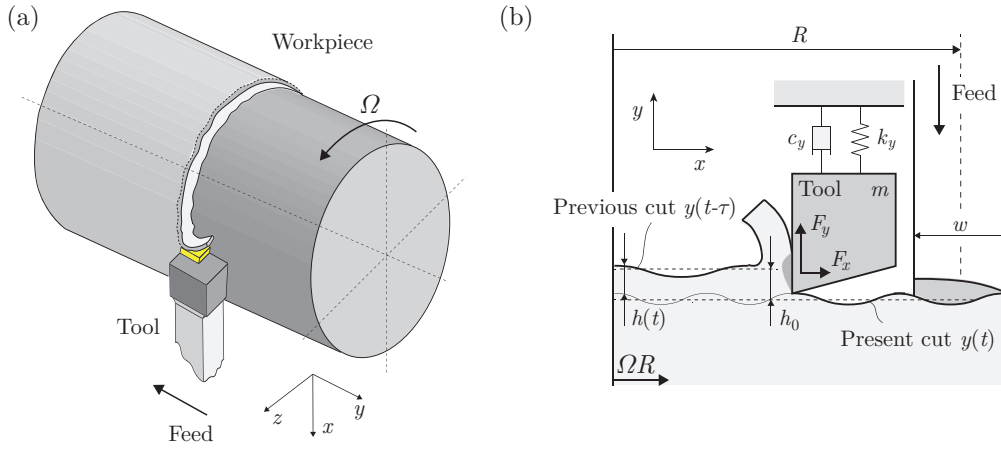 (a)
Workpiece
Ω
Tool
Feed
z
x
y
(b)
R
Feed
y
x
c_y
k_y
Tool
m
Previous cut y(t-τ)
F_y
F_x
w
h(t)
h_0
Present cut y(t)
ΩR